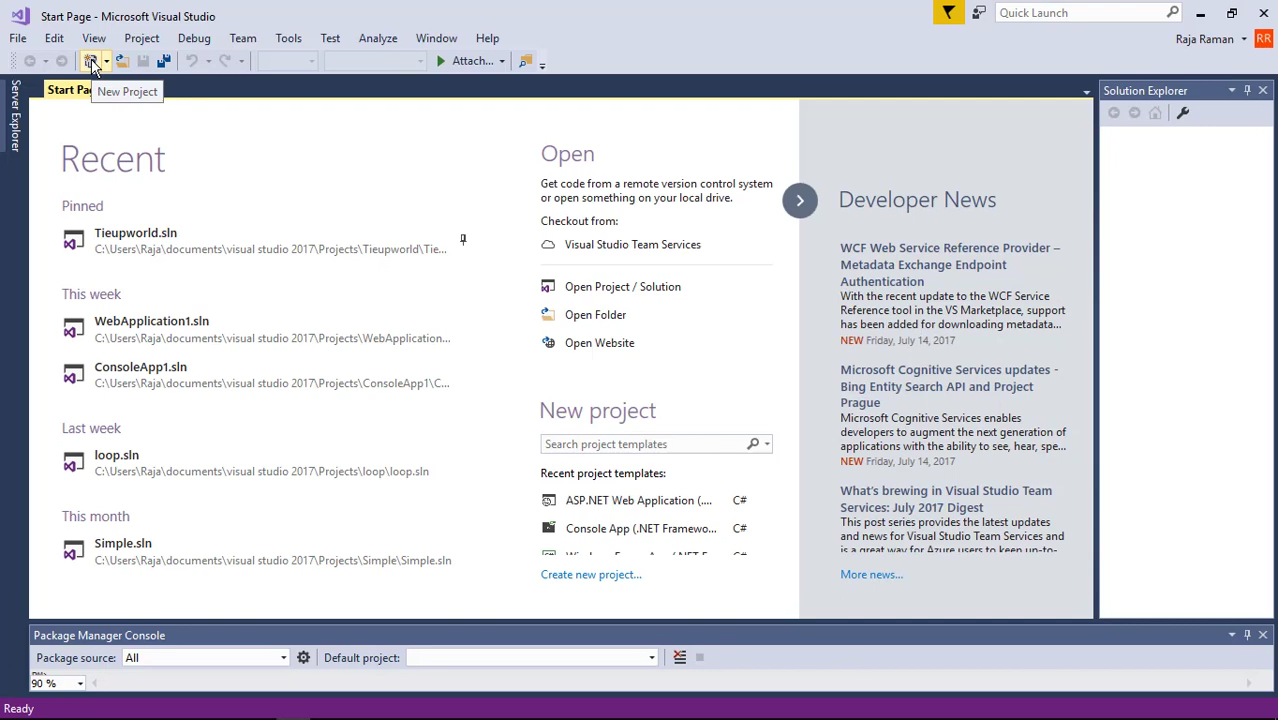 Start Page - Microsoft Visual Studio
Quick Launch
File Edit View Project Debug Team Tools Test Analyze Window Help
Raja Raman RR
Attach...
Start Pa
New Project
Server Explorer
Recent
Pinned
Tieupworld.sln
C:\Users\Raja\documents\visual studio 2017\Projects\Tieupworld\Tie...
This week
WebApplication1.sln
C:\Users\Raja\documents\visual studio 2017\Projects\WebApplication...
ConsoleApp1.sln
C:\Users\Raja\documents\visual studio 2017\Projects\ConsoleApp1\C...
Last week
loop.sln
C:\Users\Raja\documents\visual studio 2017\Projects\loop\loop.sln
This month
Simple.sln
C:\Users\Raja\documents\visual studio 2017\Projects\Simple\Simple.sln
Open
Get code from a remote version control system
or open something on your local drive.
Checkout from:
Visual Studio Team Services
Open Project / Solution
Open Folder
Open Website
New project
Search project templates
Recent project templates:
ASP.NET Web Application (.... C#
Console App (.NET Framewo... C#
Create new project...
Developer News
WCF Web Service Reference Provider –
Metadata Exchange Endpoint
Authentication
With the recent update to the WCF Service
Reference tool in the VS Marketplace, support
has been added for downloading metadata...
NEW Friday, July 14, 2017
Microsoft Cognitive Services updates -
Bing Entity Search API and Project
Prague
Microsoft Cognitive Services enables
developers to augment the next generation of
applications with the ability to see, hear, spe...
NEW Friday, July 14, 2017
What's brewing in Visual Studio Team
Services: July 2017 Digest
This post series provides the latest updates
and news for Visual Studio Team Services and
is a great way for Azure users to keep up-to-
More news...
Solution Explorer
Package Manager Console
Package source: All
Default project:
90 %
Ready